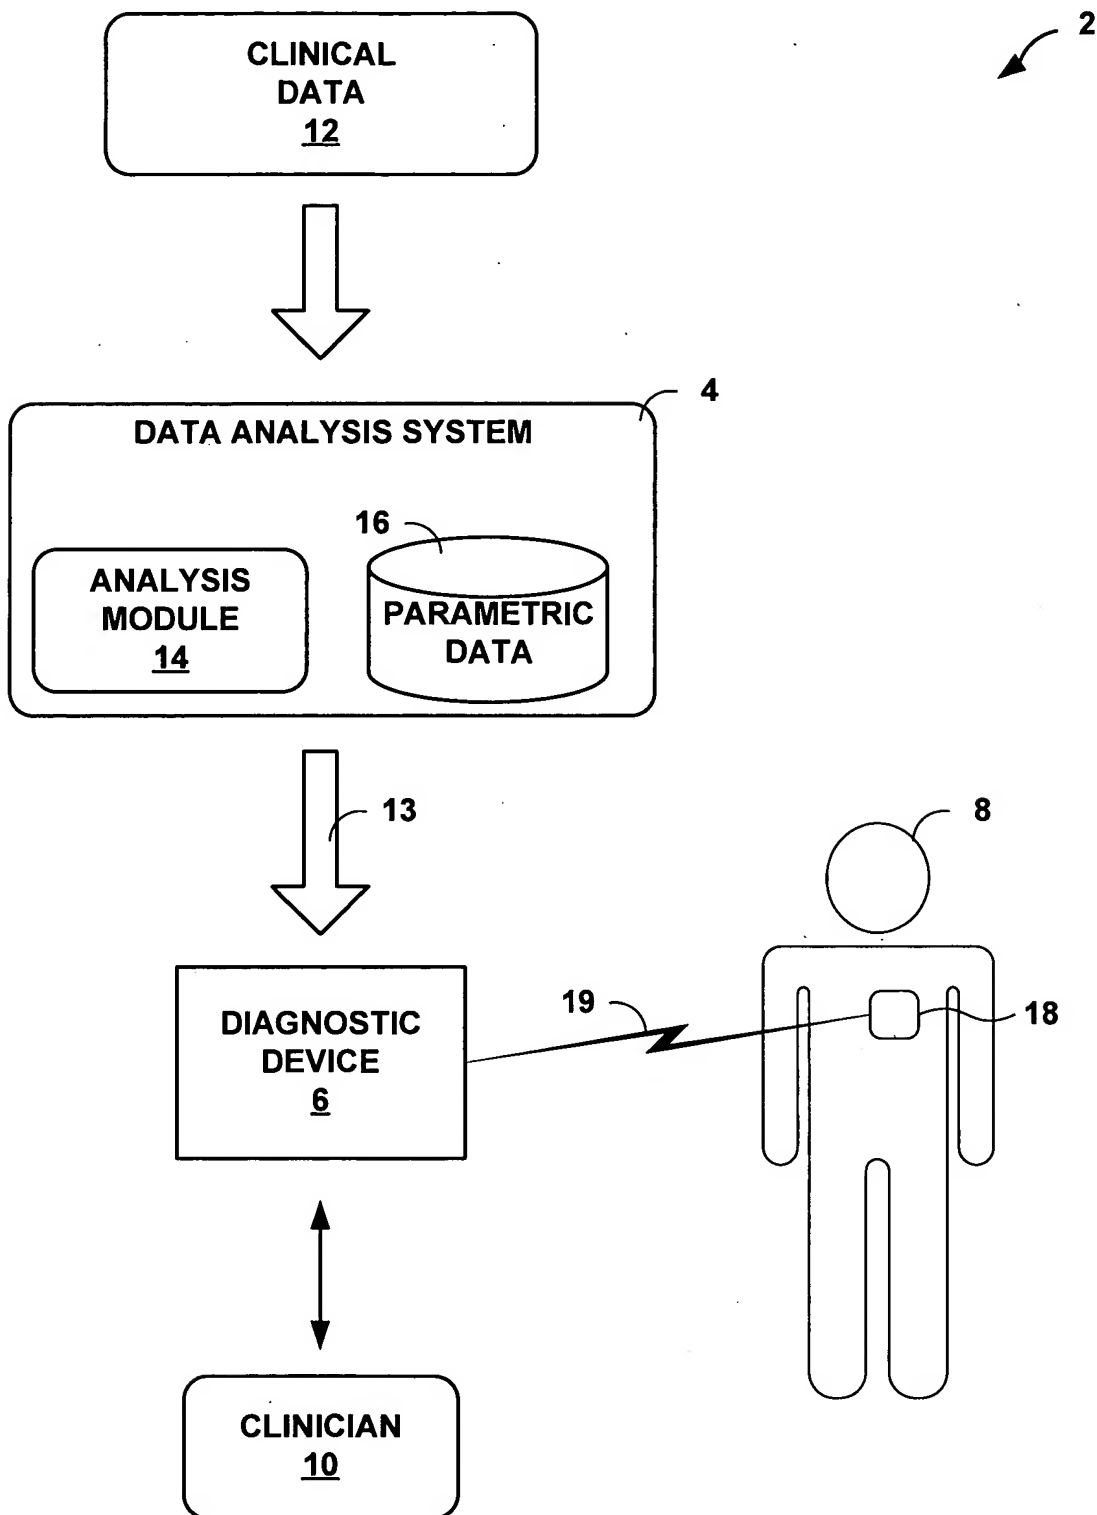 2
CLINICAL
DATA
12
4
DATA ANALYSIS SYSTEM
16
ANALYSIS
MODULE
14
PARAMETRIC
DATA
13
8
19
18
DIAGNOSTIC
DEVICE
6
CLINICIAN
10